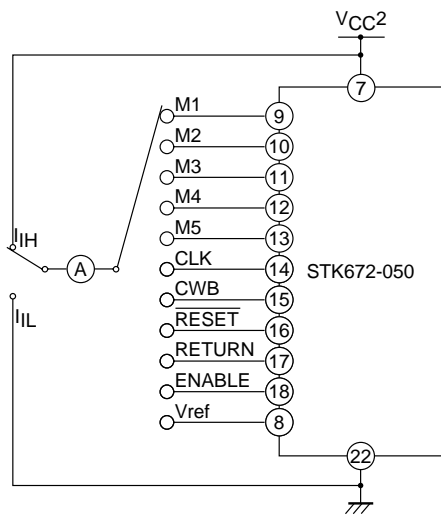 VCC2
7
M1 9
M2 10
M3 11
M4 12
M5 13
IIH
A
CLK 14 STK672-050
CWB 15
IIL
RESET 16
RETURN 17
ENABLE 18
Vref 8
22